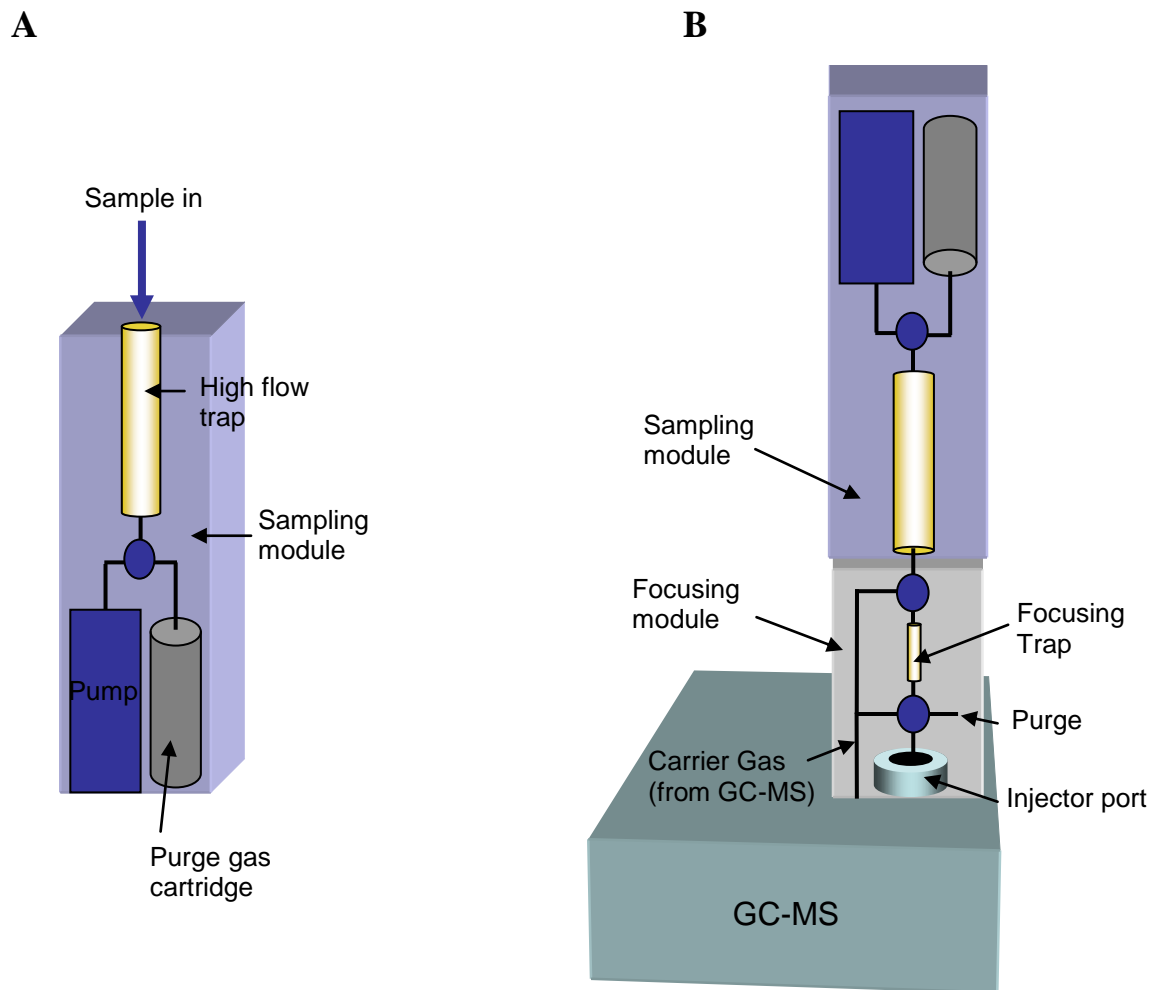 A
B
Sample in
High flow
trap
Sampling
module
Pump
Purge gas
cartridge
Sampling
module
Focusing
module
Focusing
Trap
Purge
Carrier Gas
(from GC-MS)
Injector port
GC-MS